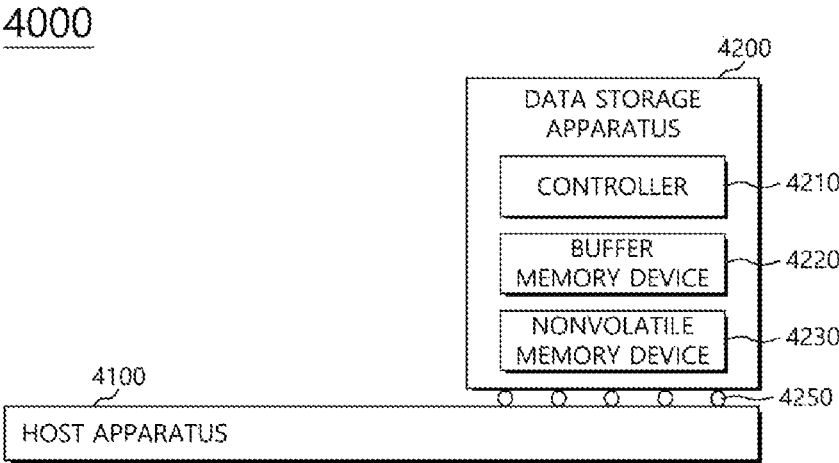 4000
4200
DATA STORAGE
APPARATUS
CONTROLLER
4210
BUFFER
MEMORY DEVICE
4220
NONVOLATILE
MEMORY DEVICE
4230
4100
4250
HOST APPARATUS